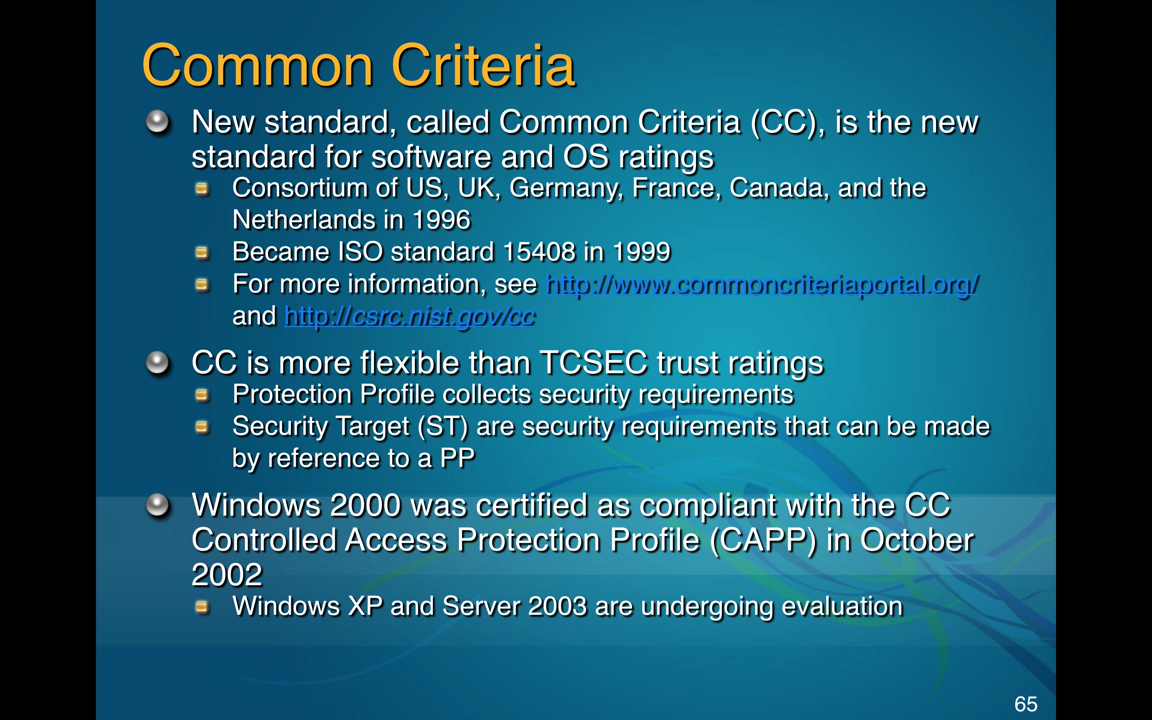 Common Criteria
New standard, called Common Criteria (CC), is the new
standard for software and OS ratings
Consortium of US, UK, Germany, France, Canada, and the
Netherlands in 1996
Became ISO standard 15408 in 1999
For more information, see http://www.commoncriteriaportal.org/
and http://csrc.nist.gov/cc
CC is more flexible than TCSEC trust ratings
Protection Profile collects security requirements
Security Target (ST) are security requirements that can be made
by reference to a PP
Windows 2000 was certified as compliant with the CC
Controlled Access Protection Profile (CAPP) in October
2002
Windows XP and Server 2003 are undergoing evaluation
65